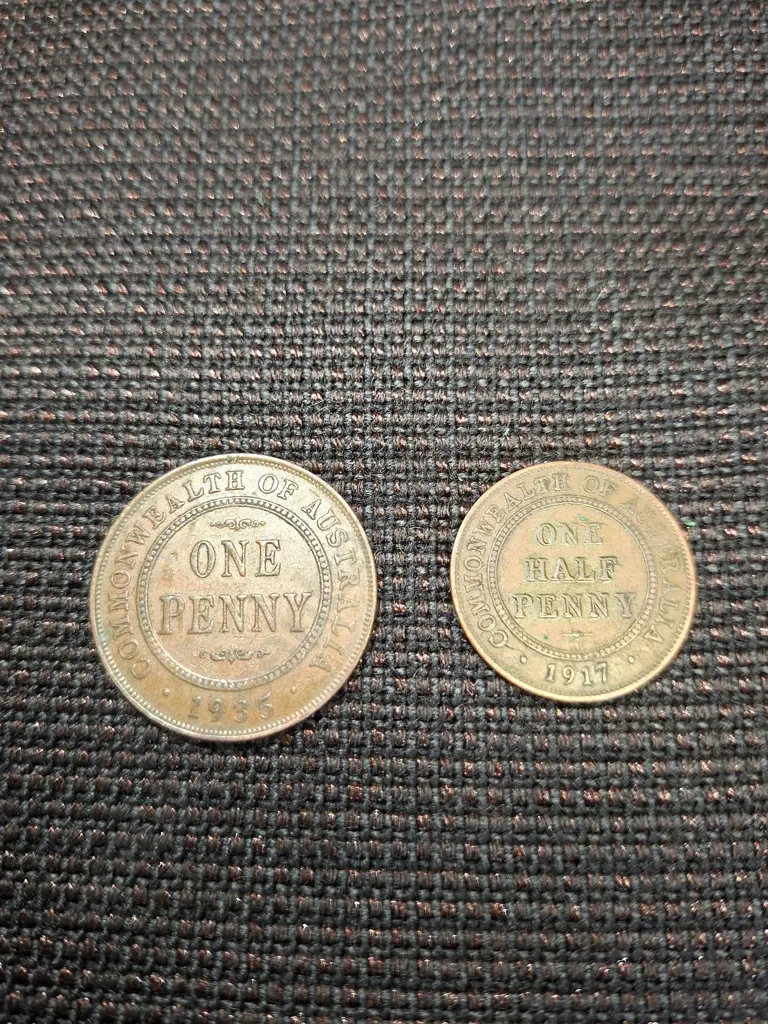 COMMONWEALTH OF AUSTRALIA
ONE
PENNY
· 1935 ·
COMMONWEALTH OF AUSTRALIA
ONE
HALF
PENNY
· 1917 ·